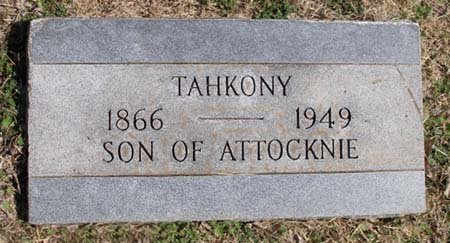 TAHKONY
1866 — 1949
SON OF ATTOCKNIE